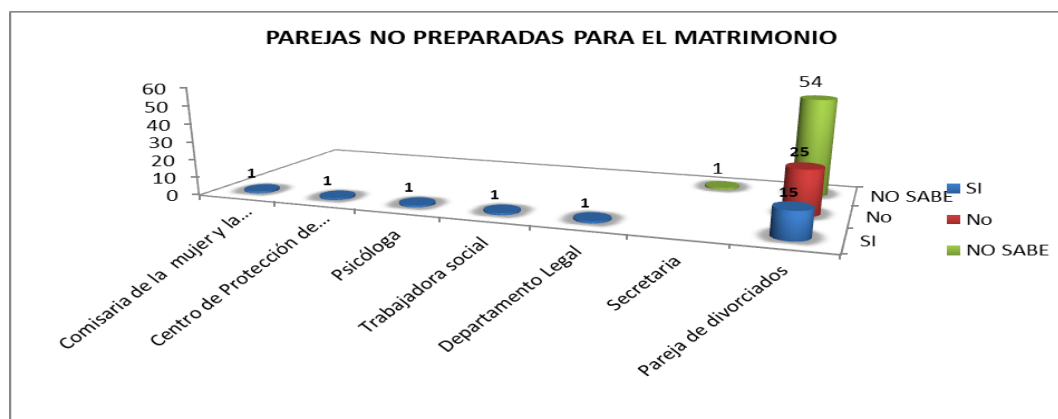 PAREJAS NO PREPARADAS PARA EL MATRIMONIO
60
50
40
30
20
10
0
1
1
1
1
1
1
15
25
54
NO SABE
No
SI
Comisaria de la mujer y la...
Centro de Protección de...
Psicóloga
Trabajadora social
Departamento Legal
Secretaria
Pareja de divorciados
SI
No
NO SABE